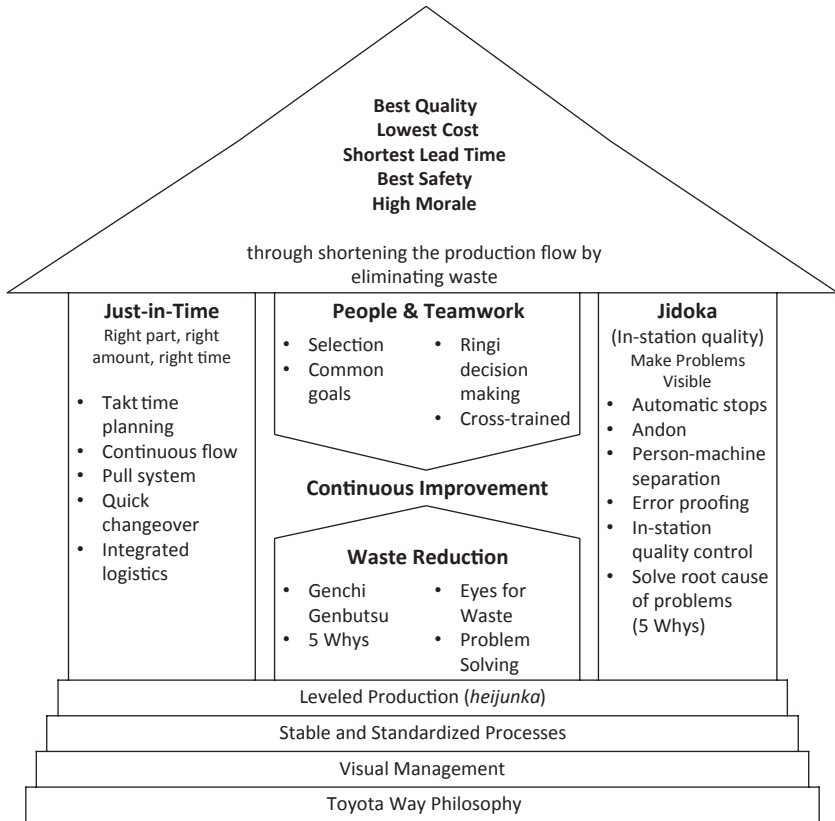 Best Quality
Lowest Cost
Shortest Lead Time
Best Safety
High Morale
through shortening the production flow by
eliminating waste
Just-in-Time
Right part, right
amount, right time
• Takt time
planning
• Continuous flow
• Pull system
• Quick
changeover
• Integrated
logistics
People & Teamwork
• Selection
• Common
goals
• Ringi
decision
making
• Cross-trained
Continuous Improvement
Waste Reduction
• Genchi
Genbutsu
• 5 Whys
• Eyes for
Waste
• Problem
Solving
Jidoka
(In-station quality)
Make Problems
Visible
• Automatic stops
• Andon
• Person-machine
separation
• Error proofing
• In-station
quality control
• Solve root cause
of problems
(5 Whys)
Leveled Production (heijunka)
Stable and Standardized Processes
Visual Management
Toyota Way Philosophy